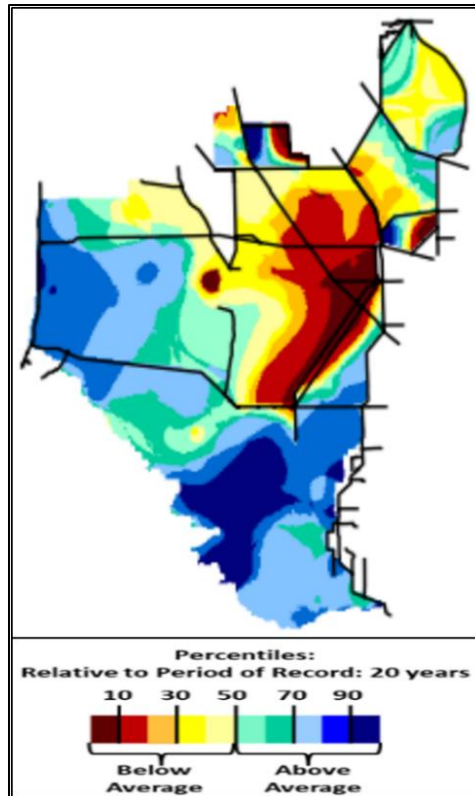 Percentiles:
Relative to Period of Record: 20 years
10 30 50 70 90
Below Above
Average Average